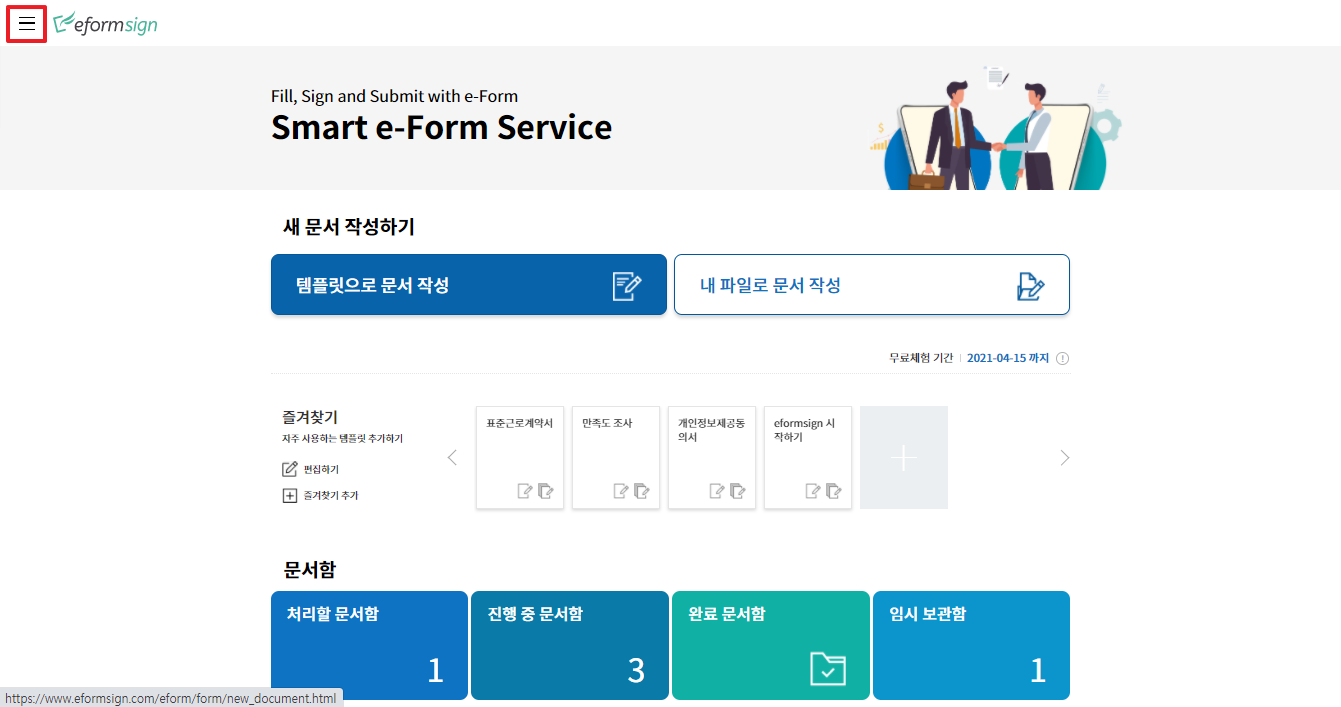 eformsign
Fill, Sign and Submit with e-Form
Smart e-Form Service
새 문서 작성하기
템플릿으로 문서 작성
내 파일로 문서 작성
무료체험 기간 | 2021-04-15 까지
즐겨찾기
자주 사용하는 템플릿 추가하기
편집하기
즐겨찾기 추가
표준근로계약서
만족도 조사
개인정보제공동
의서
eformsign 시
작하기
문서함
처리할 문서함
1
진행 중 문서함
3
완료 문서함
임시 보관함
1
https://www.eformsign.com/eform/form/new_document.html